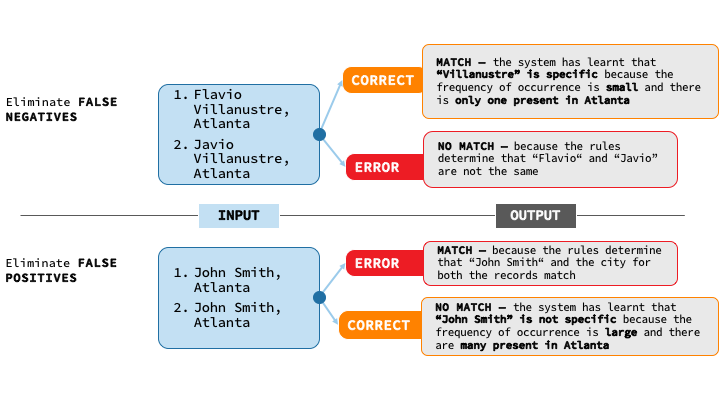 Eliminate FALSE
NEGATIVES
1. Flavio
Villanustre,
Atlanta
2. Javio
Villanustre,
Atlanta
CORRECT
MATCH – the system has learnt that
“Villanustre” is specific because the
frequency of occurrence is small and there
is only one present in Atlanta
ERROR
NO MATCH – because the rules
determine that “Flavio“ and “Javio”
are not the same
INPUT
OUTPUT
Eliminate FALSE
POSITIVES
1. John Smith,
Atlanta
2. John Smith,
Atlanta
ERROR
MATCH – because the rules determine
that “John Smith“ and the city for
both the records match
CORRECT
NO MATCH – the system has learnt that
“John Smith” is not specific because the
frequency of occurrence is large and there
are many present in Atlanta